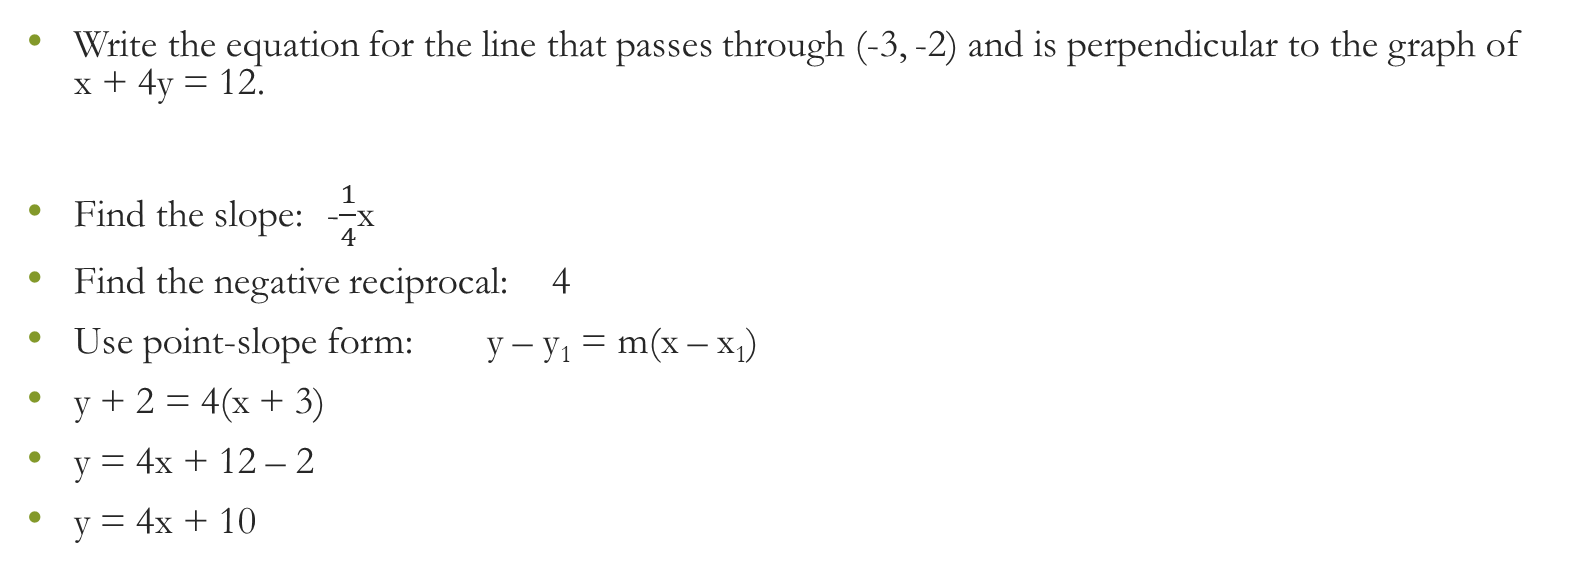 • Write the equation for the line that passes through (-3, -2) and is perpendicular to the graph of
x + 4y = 12.
• Find the slope: -1/4x
• Find the negative reciprocal: 4
• Use point-slope form: y – y₁ = m(x – x₁)
• y + 2 = 4(x + 3)
• y = 4x + 12 – 2
• y = 4x + 10